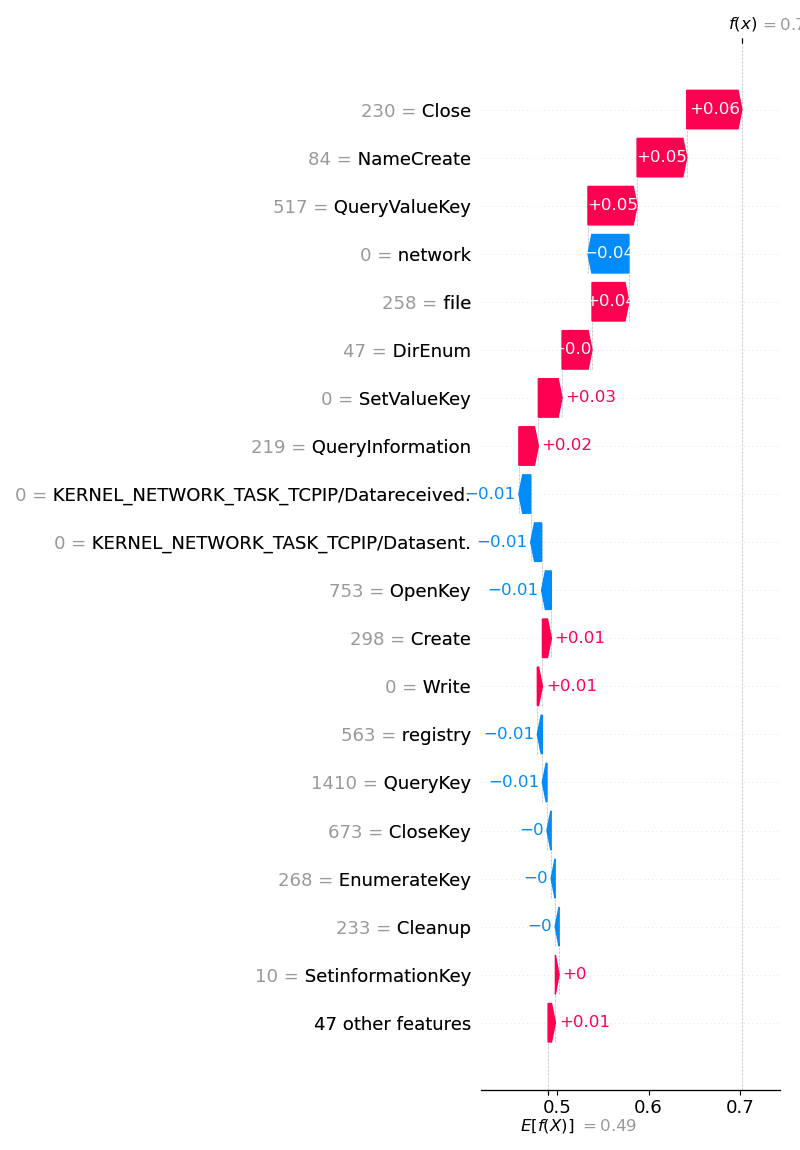 f(x) = 0.7
230 = Close +0.06
84 = NameCreate +0.05
517 = QueryValueKey +0.05
0 = network −0.04
258 = file +0.04
47 = DirEnum
0 = SetValueKey +0.03
219 = QueryInformation +0.02
0 = KERNEL_NETWORK_TASK_TCPIP/Datareceived. −0.01
0 = KERNEL_NETWORK_TASK_TCPIP/Datasent. −0.01
753 = OpenKey −0.01
298 = Create +0.01
0 = Write +0.01
563 = registry −0.01
1410 = QueryKey −0.01
673 = CloseKey −0
268 = EnumerateKey −0
233 = Cleanup −0
10 = SetinformationKey +0
47 other features +0.01
0.5 0.6 0.7
E[f(X)] = 0.49